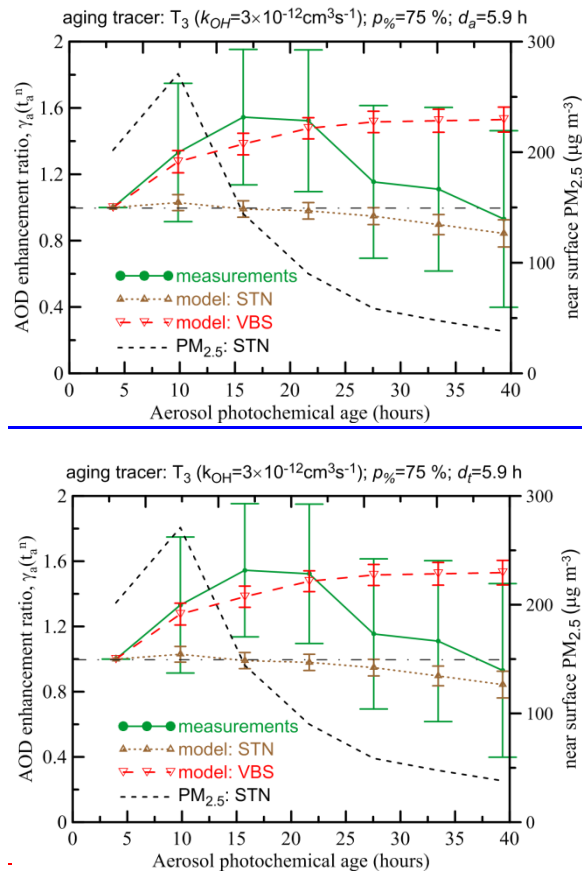 aging tracer: T3 (kOH=3×10-12cm3s-1); p%=75 %; da=5.9 h
2
1.6
1.2
0.8
0.4
0
AOD enhancement ratio, γa(tan)
300
250
200
150
100
50
0
near surface PM2.5 (µg m-3)
measurements
model: STN
model: VBS
PM2.5: STN
0 5 10 15 20 25 30 35 40
Aerosol photochemical age (hours)
aging tracer: T3 (kOH=3×10-12cm3s-1); p%=75 %; dt=5.9 h
2
1.6
1.2
0.8
0.4
0
AOD enhancement ratio, γa(tan)
300
250
200
150
100
50
0
near surface PM2.5 (µg m-3)
measurements
model: STN
model: VBS
PM2.5: STN
0 5 10 15 20 25 30 35 40
Aerosol photochemical age (hours)